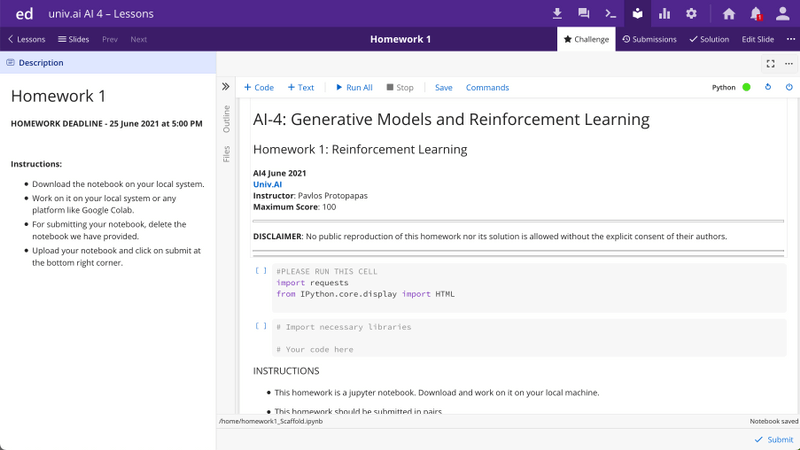 ed univ.ai AI 4 – Lessons
1
Lessons Slides Prev Next Homework 1 Challenge Submissions Solution Edit Slide
Description
Homework 1
HOMEWORK DEADLINE - 25 June 2021 at 5:00 PM
Instructions:
Download the notebook on your local system.
Work on it on your local system or any
platform like Google Colab.
For submitting your notebook, delete the
notebook we have provided.
Upload your notebook and click on submit at
the bottom right corner.
Outline
Files
+ Code + Text Run All Stop Save Commands Python
AI-4: Generative Models and Reinforcement Learning
Homework 1: Reinforcement Learning
AI4 June 2021
Univ.AI
Instructor: Pavlos Protopapas
Maximum Score: 100
DISCLAIMER: No public reproduction of this homework nor its solution is allowed without the explicit consent of their authors.
[ ] #PLEASE RUN THIS CELL
import requests
from IPython.core.display import HTML
[ ] # Import necessary libraries
# Your code here
INSTRUCTIONS
This homework is a jupyter notebook. Download and work on it on your local machine.
This homework should be submitted in pairs.
/home/homework1_Scaffold.ipynb Notebook saved
Submit